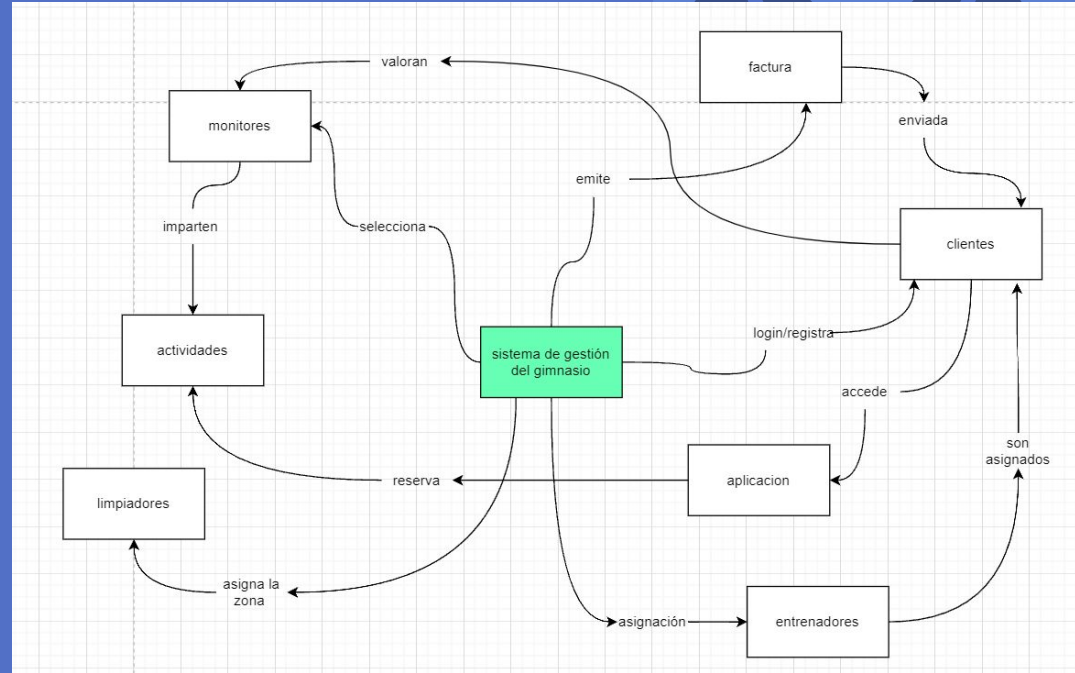 valoran
factura
monitores
enviada
emite
imparten
selecciona
clientes
login/registra
actividades
sistema de gestión
del gimnasio
accede
son
asignados
reserva
aplicacion
limpiadores
asigna la
zona
asignación
entrenadores